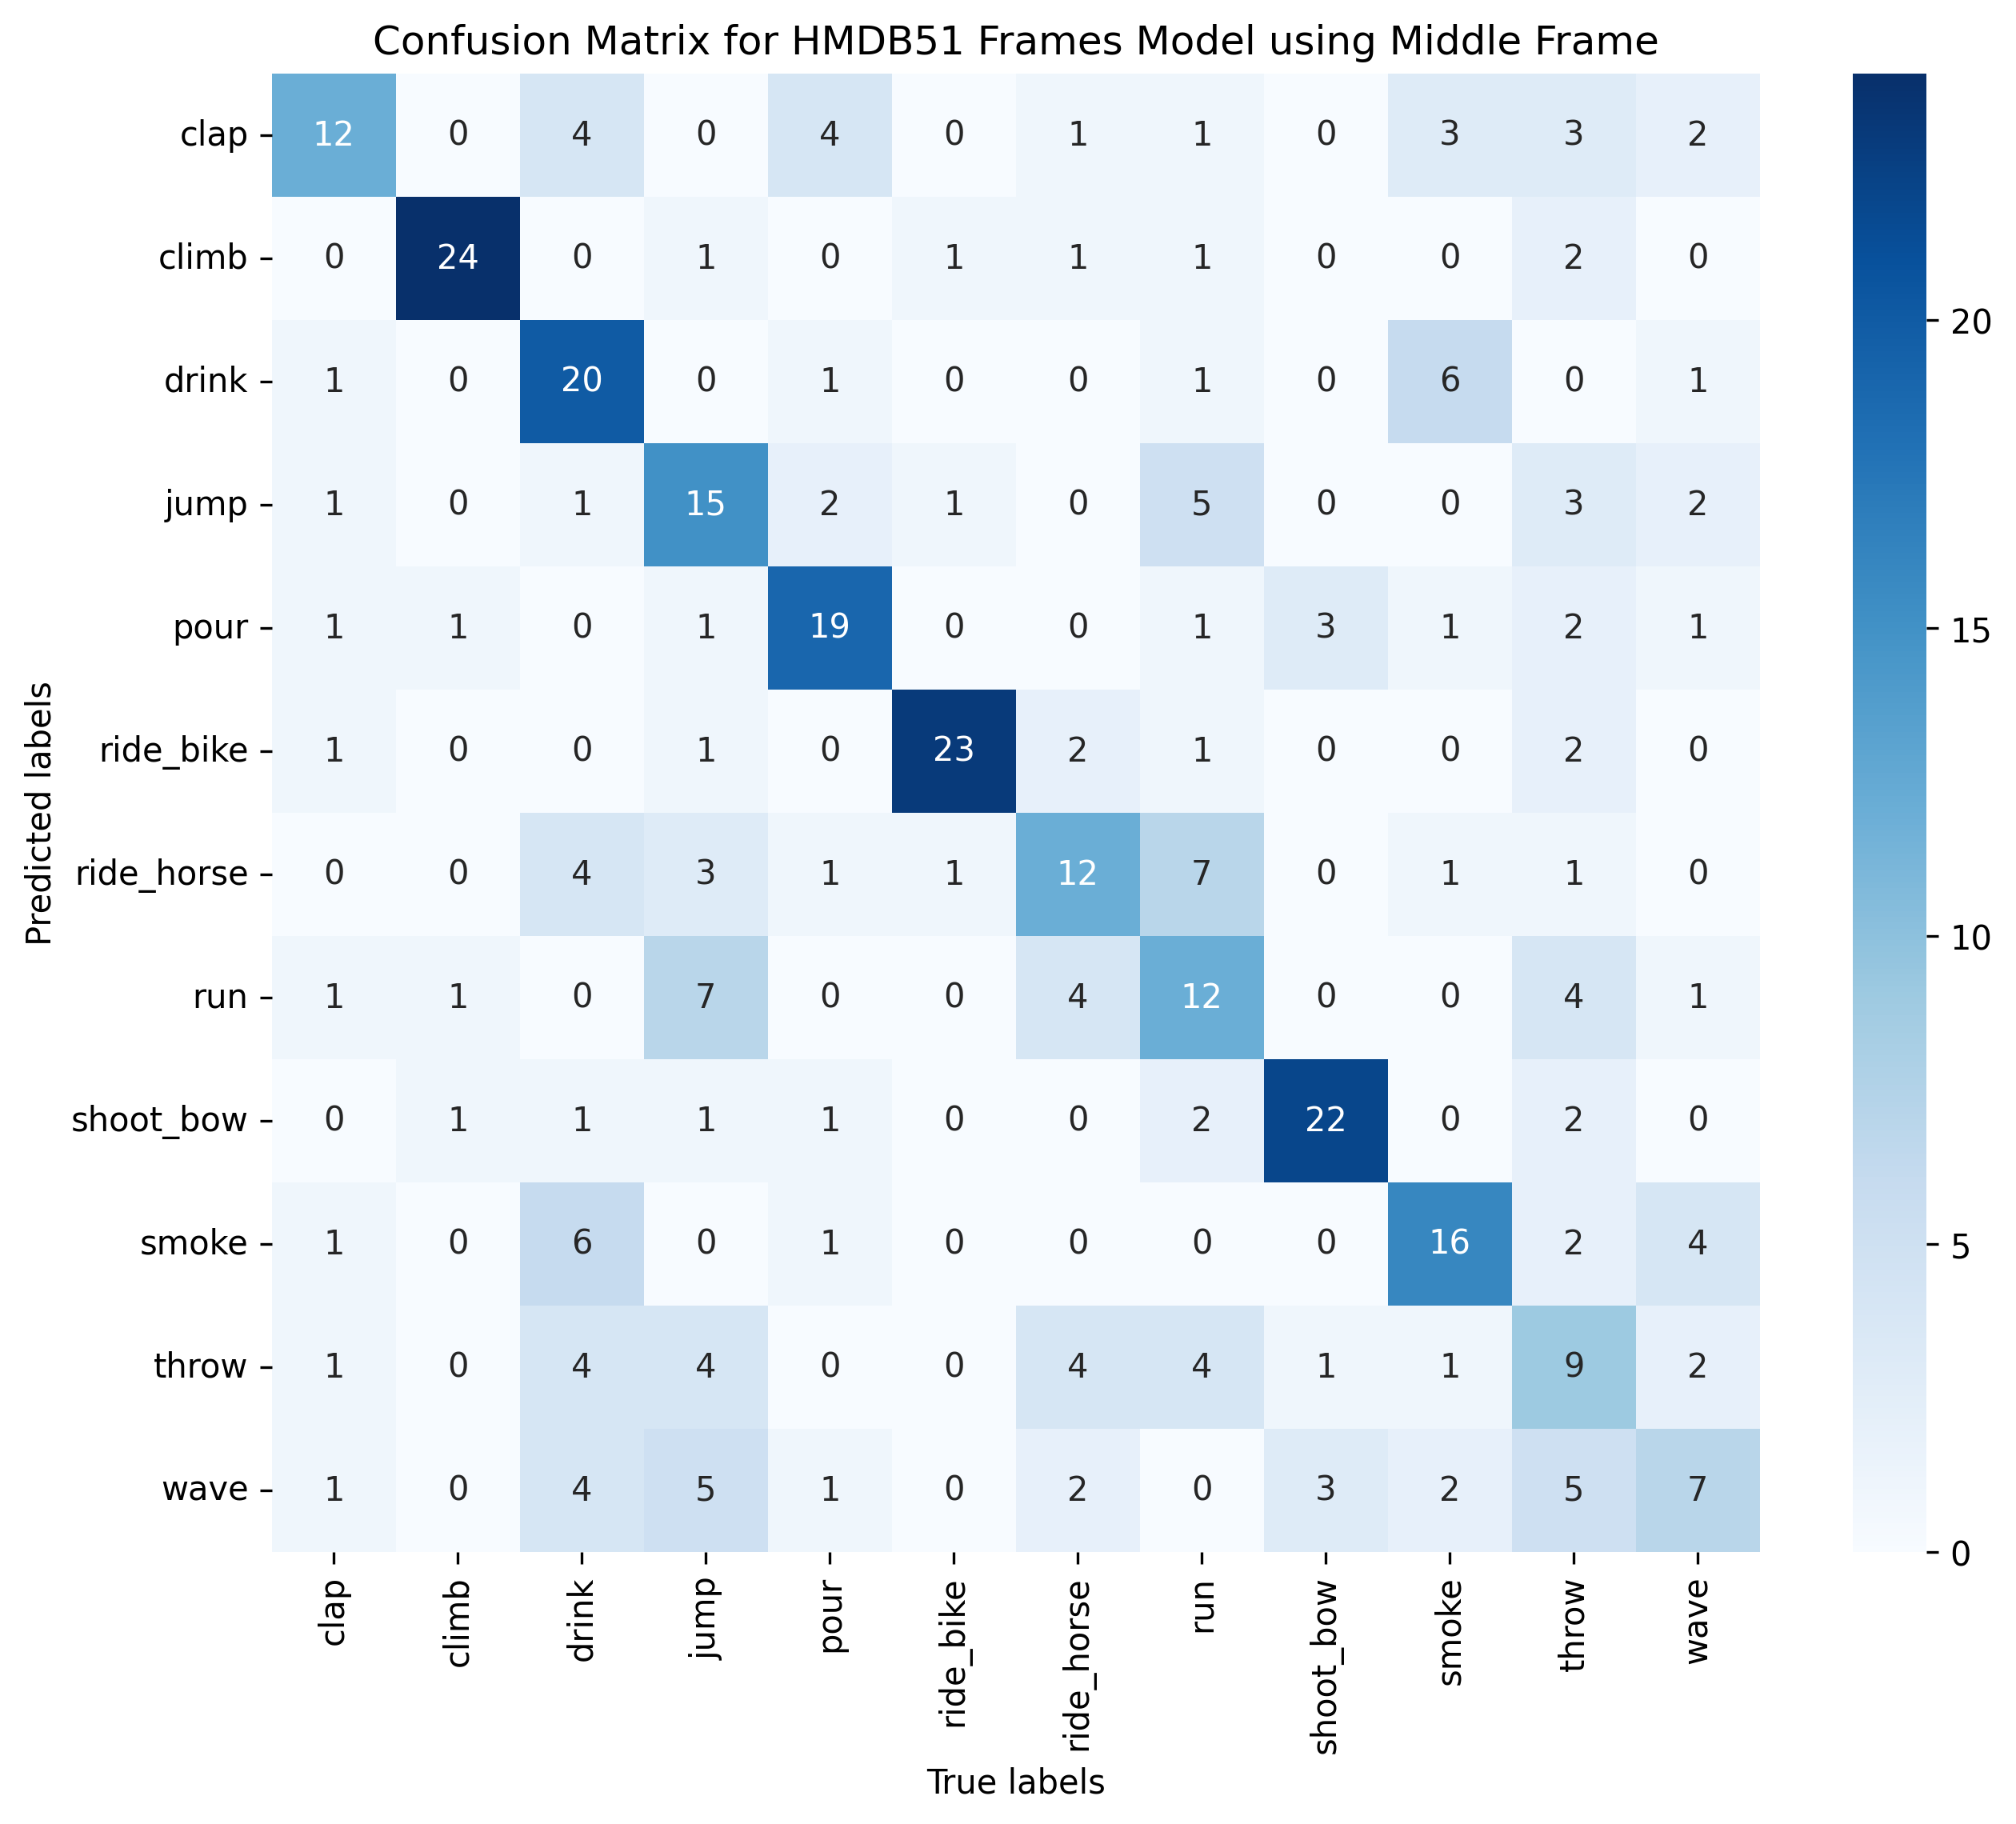 Confusion Matrix for HMDB51 Frames Model using Middle Frame
clap 12 0 4 0 4 0 1 1 0 3 3 2
climb 0 24 0 1 0 1 1 1 0 0 2 0
drink 1 0 20 0 1 0 0 1 0 6 0 1
jump 1 0 1 15 2 1 0 5 0 0 3 2
pour 1 1 0 1 19 0 0 1 3 1 2 1
ride_bike 1 0 0 1 0 23 2 1 0 0 2 0
ride_horse 0 0 4 3 1 1 12 7 0 1 1 0
run 1 1 0 7 0 0 4 12 0 0 4 1
shoot_bow 0 1 1 1 1 0 0 2 22 0 2 0
smoke 1 0 6 0 1 0 0 0 0 16 2 4
throw 1 0 4 4 0 0 4 4 1 1 9 2
wave 1 0 4 5 1 0 2 0 3 2 5 7
clap climb drink jump pour ride_bike ride_horse run shoot_bow smoke throw wave
True labels
Predicted labels
20
15
10
5
0